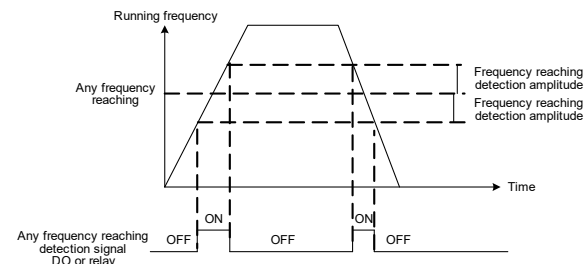 Running frequency
Frequency reaching
detection amplitude
Any frequency
reaching
Frequency reaching
detection amplitude
Time
ON
ON
Any frequency reaching
detection signal
DO or relay
OFF
OFF
OFF